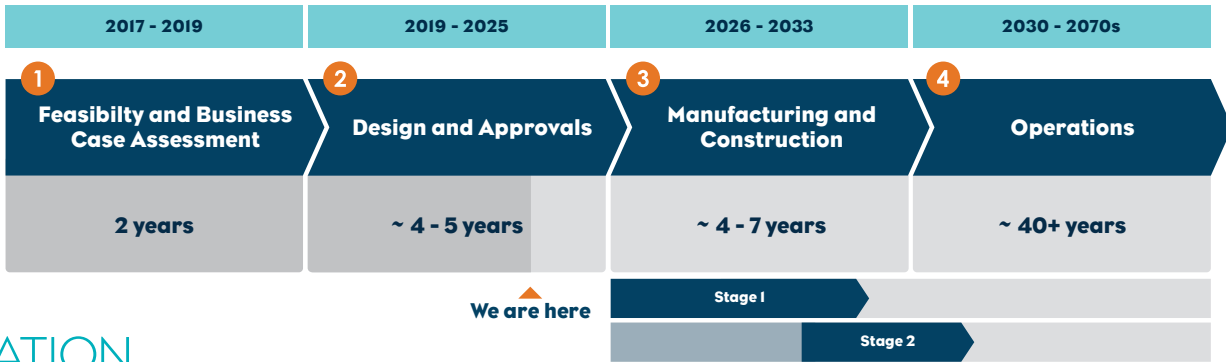 2017 - 2019
2019 - 2025
2026 - 2033
2030 - 2070s
1
2
3
4
Feasibilty and Business
Case Assessment
Design and Approvals
Manufacturing and
Construction
Operations
2 years
~ 4 - 5 years
~ 4 - 7 years
~ 40+ years
We are here
Stage 1
Stage 2
ATION